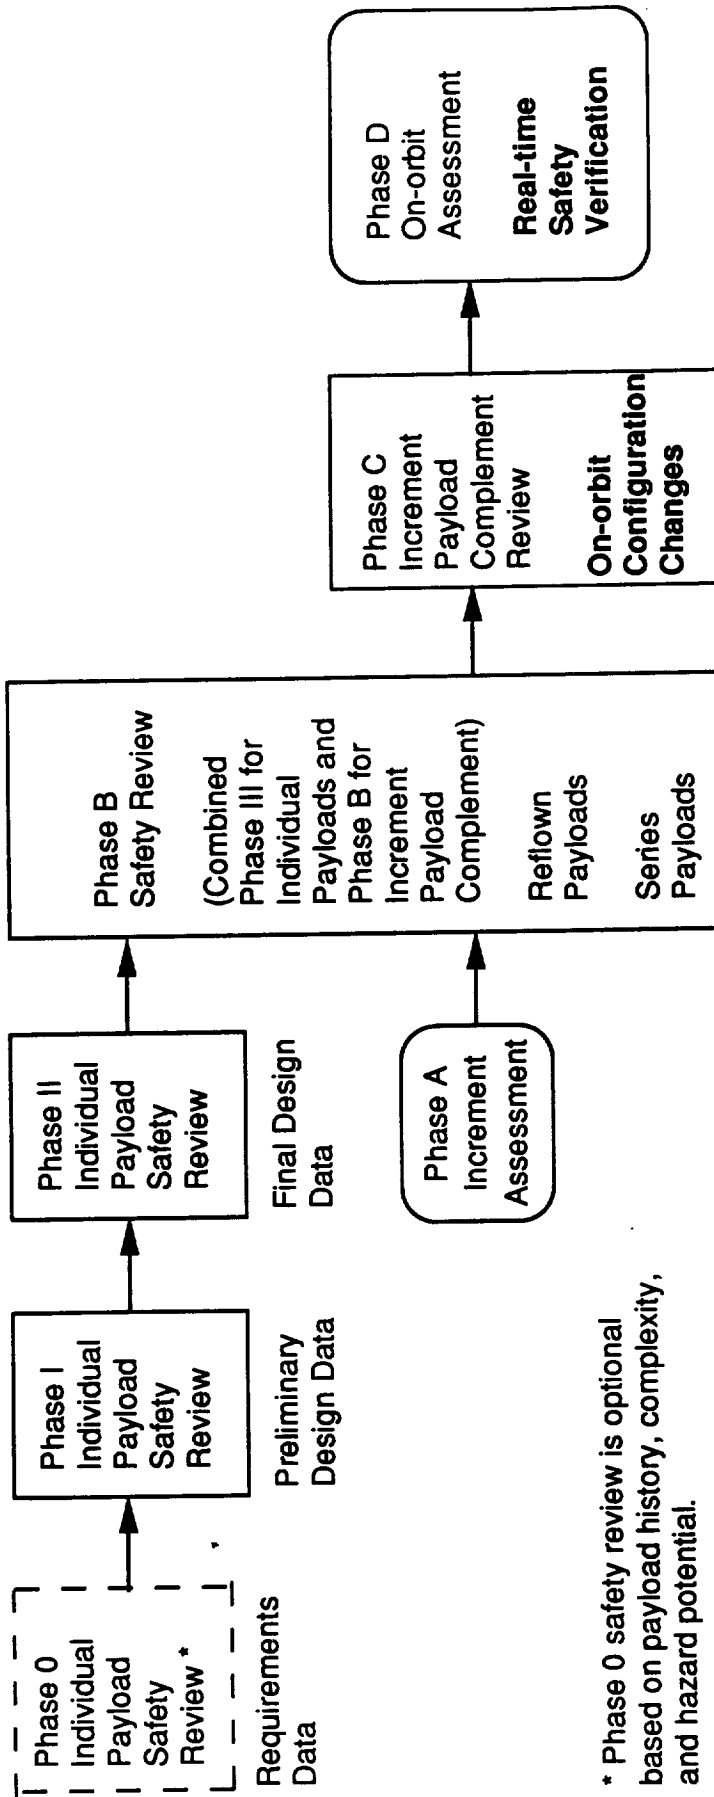 Phase 0
Individual
Payload
Safety
Review *
Requirements
Data
Phase I
Individual
Payload
Safety
Review
Preliminary
Design Data
Phase II
Individual
Payload
Safety
Review
Final Design
Data
Phase A
Increment
Assessment
Phase B
Safety Review
(Combined
Phase III for
Individual
Payloads and
Phase B for
Increment
Payload
Complement)
Reflown
Payloads
Series
Payloads
Phase C
Increment
Payload
Complement
Review
On-orbit
Configuration
Changes
Phase D
On-orbit
Assessment
Real-time
Safety
Verification
* Phase 0 safety review is optional
based on payload history, complexity,
and hazard potential.